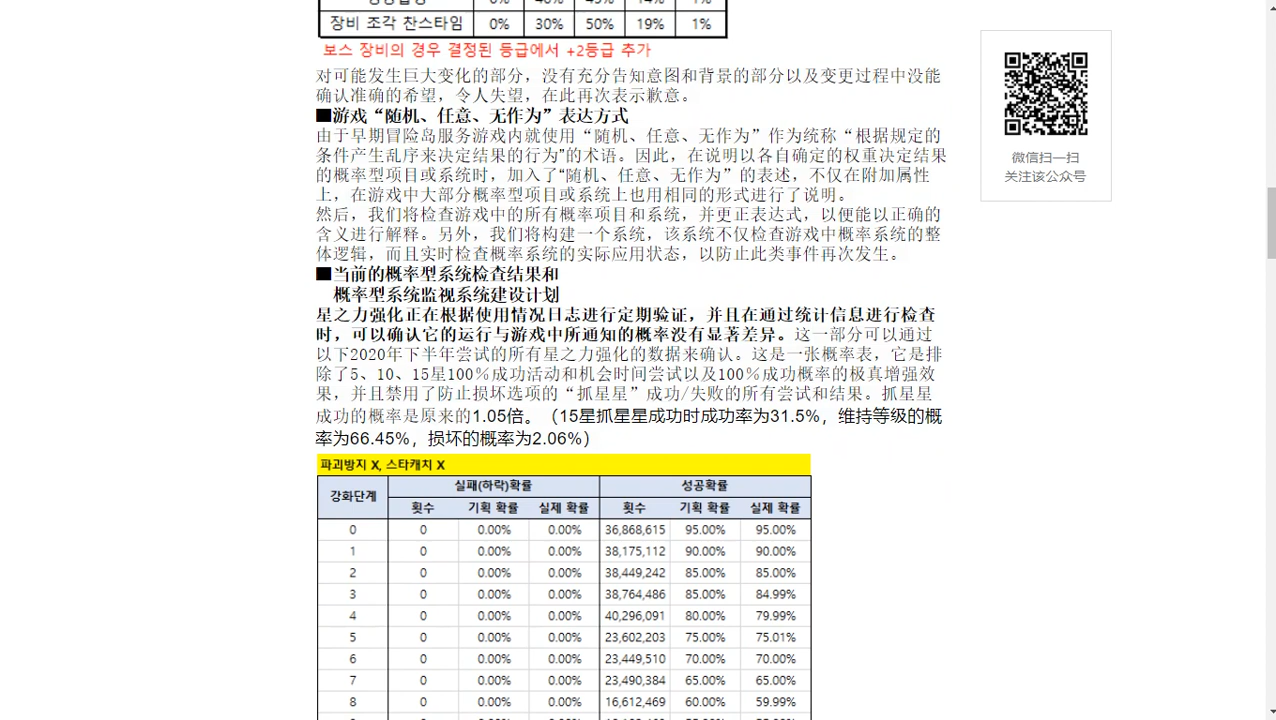 장비 조각 찬스타임 0% 30% 50% 19% 1%
보스 장비의 경우 결정된 등급에서 +2등급 추가
对可能发生巨大变化的部分，没有充分告知意图和背景的部分以及变更过程中没能
确认准确的希望，令人失望，在此再次表示歉意。
■游戏“随机、任意、无作为”表达方式
由于早期冒险岛服务游戏内就使用“随机、任意、无作为”作为统称“根据规定的
条件产生乱序来决定结果的行为”的术语。因此，在说明以各自确定的权重决定结果
的概率型项目或系统时，加入了“随机、任意、无作为”的表述，不仅在附加属性
上，在游戏中大部分概率型项目或系统上也用相同的形式进行了说明。
然后，我们将检查游戏中的所有概率项目和系统，并更正表达式，以便能以正确的
含义进行解释。另外，我们将构建一个系统，该系统不仅检查游戏中概率系统的整
体逻辑，而且实时检查概率系统的实际应用状态，以防止此类事件再次发生。
■当前的概率型系统检查结果和
概率型系统监视系统建设计划
星之力强化正在根据使用情况日志进行定期验证，并且在通过统计信息进行检查
时，可以确认它的运行与游戏中所通知的概率没有显著差异。这一部分可以通过
以下2020年下半年尝试的所有星之力强化的数据来确认。这是一张概率表，它是排
除了5、10、15星100%成功活动和机会时间尝试以及100%成功概率的极真增强效
果，并且禁用了防止损坏选项的“抓星星”成功/失败的所有尝试和结果。抓星星
成功的概率是原来的1.05倍。（15星抓星星成功时成功率为31.5%，维持等级的概
率为66.45%，损坏的概率为2.06%）
파괴방지 X, 스타캐치 X
강화단계 실패(하락)확률 성공확률
횟수 기획 확률 실제 확률 횟수 기획 확률 실제 확률
0 0 0.00% 0.00% 36,868,615 95.00% 95.00%
1 0 0.00% 0.00% 38,175,112 90.00% 90.00%
2 0 0.00% 0.00% 38,449,242 85.00% 85.00%
3 0 0.00% 0.00% 38,764,486 85.00% 84.99%
4 0 0.00% 0.00% 40,296,091 80.00% 79.99%
5 0 0.00% 0.00% 23,602,203 75.00% 75.01%
6 0 0.00% 0.00% 23,449,510 70.00% 70.00%
7 0 0.00% 0.00% 23,490,384 65.00% 65.00%
8 0 0.00% 0.00% 16,612,469 60.00% 59.99%
微信扫一扫
关注该公众号